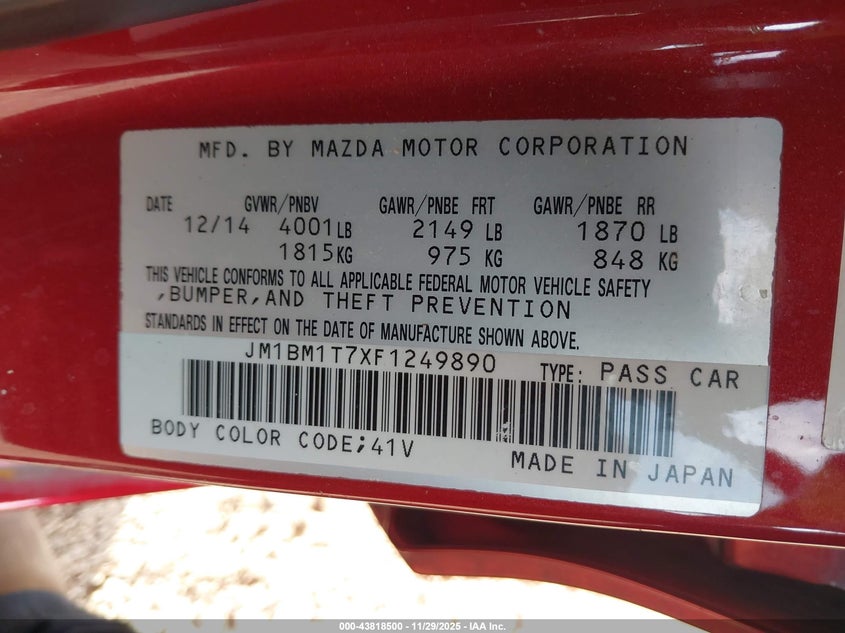 MFD. BY MAZDA MOTOR CORPORATION
DATE GVWR/PNBV GAWR/PNBE FRT GAWR/PNBE RR
12/14 4001LB 2149 LB 1870 LB
1815KG 975 KG 848 KG
THIS VEHICLE CONFORMS TO ALL APPLICABLE FEDERAL MOTOR VEHICLE SAFETY
,BUMPER,AND THEFT PREVENTION
STANDARDS IN EFFECT ON THE DATE OF MANUFACTURE SHOWN ABOVE.
JM1BM1T7XF1249890 TYPE: PASS CAR
BODY COLOR CODE;41V
MADE IN JAPAN
000-43818500 - 11/29/2025 - IAA Inc.